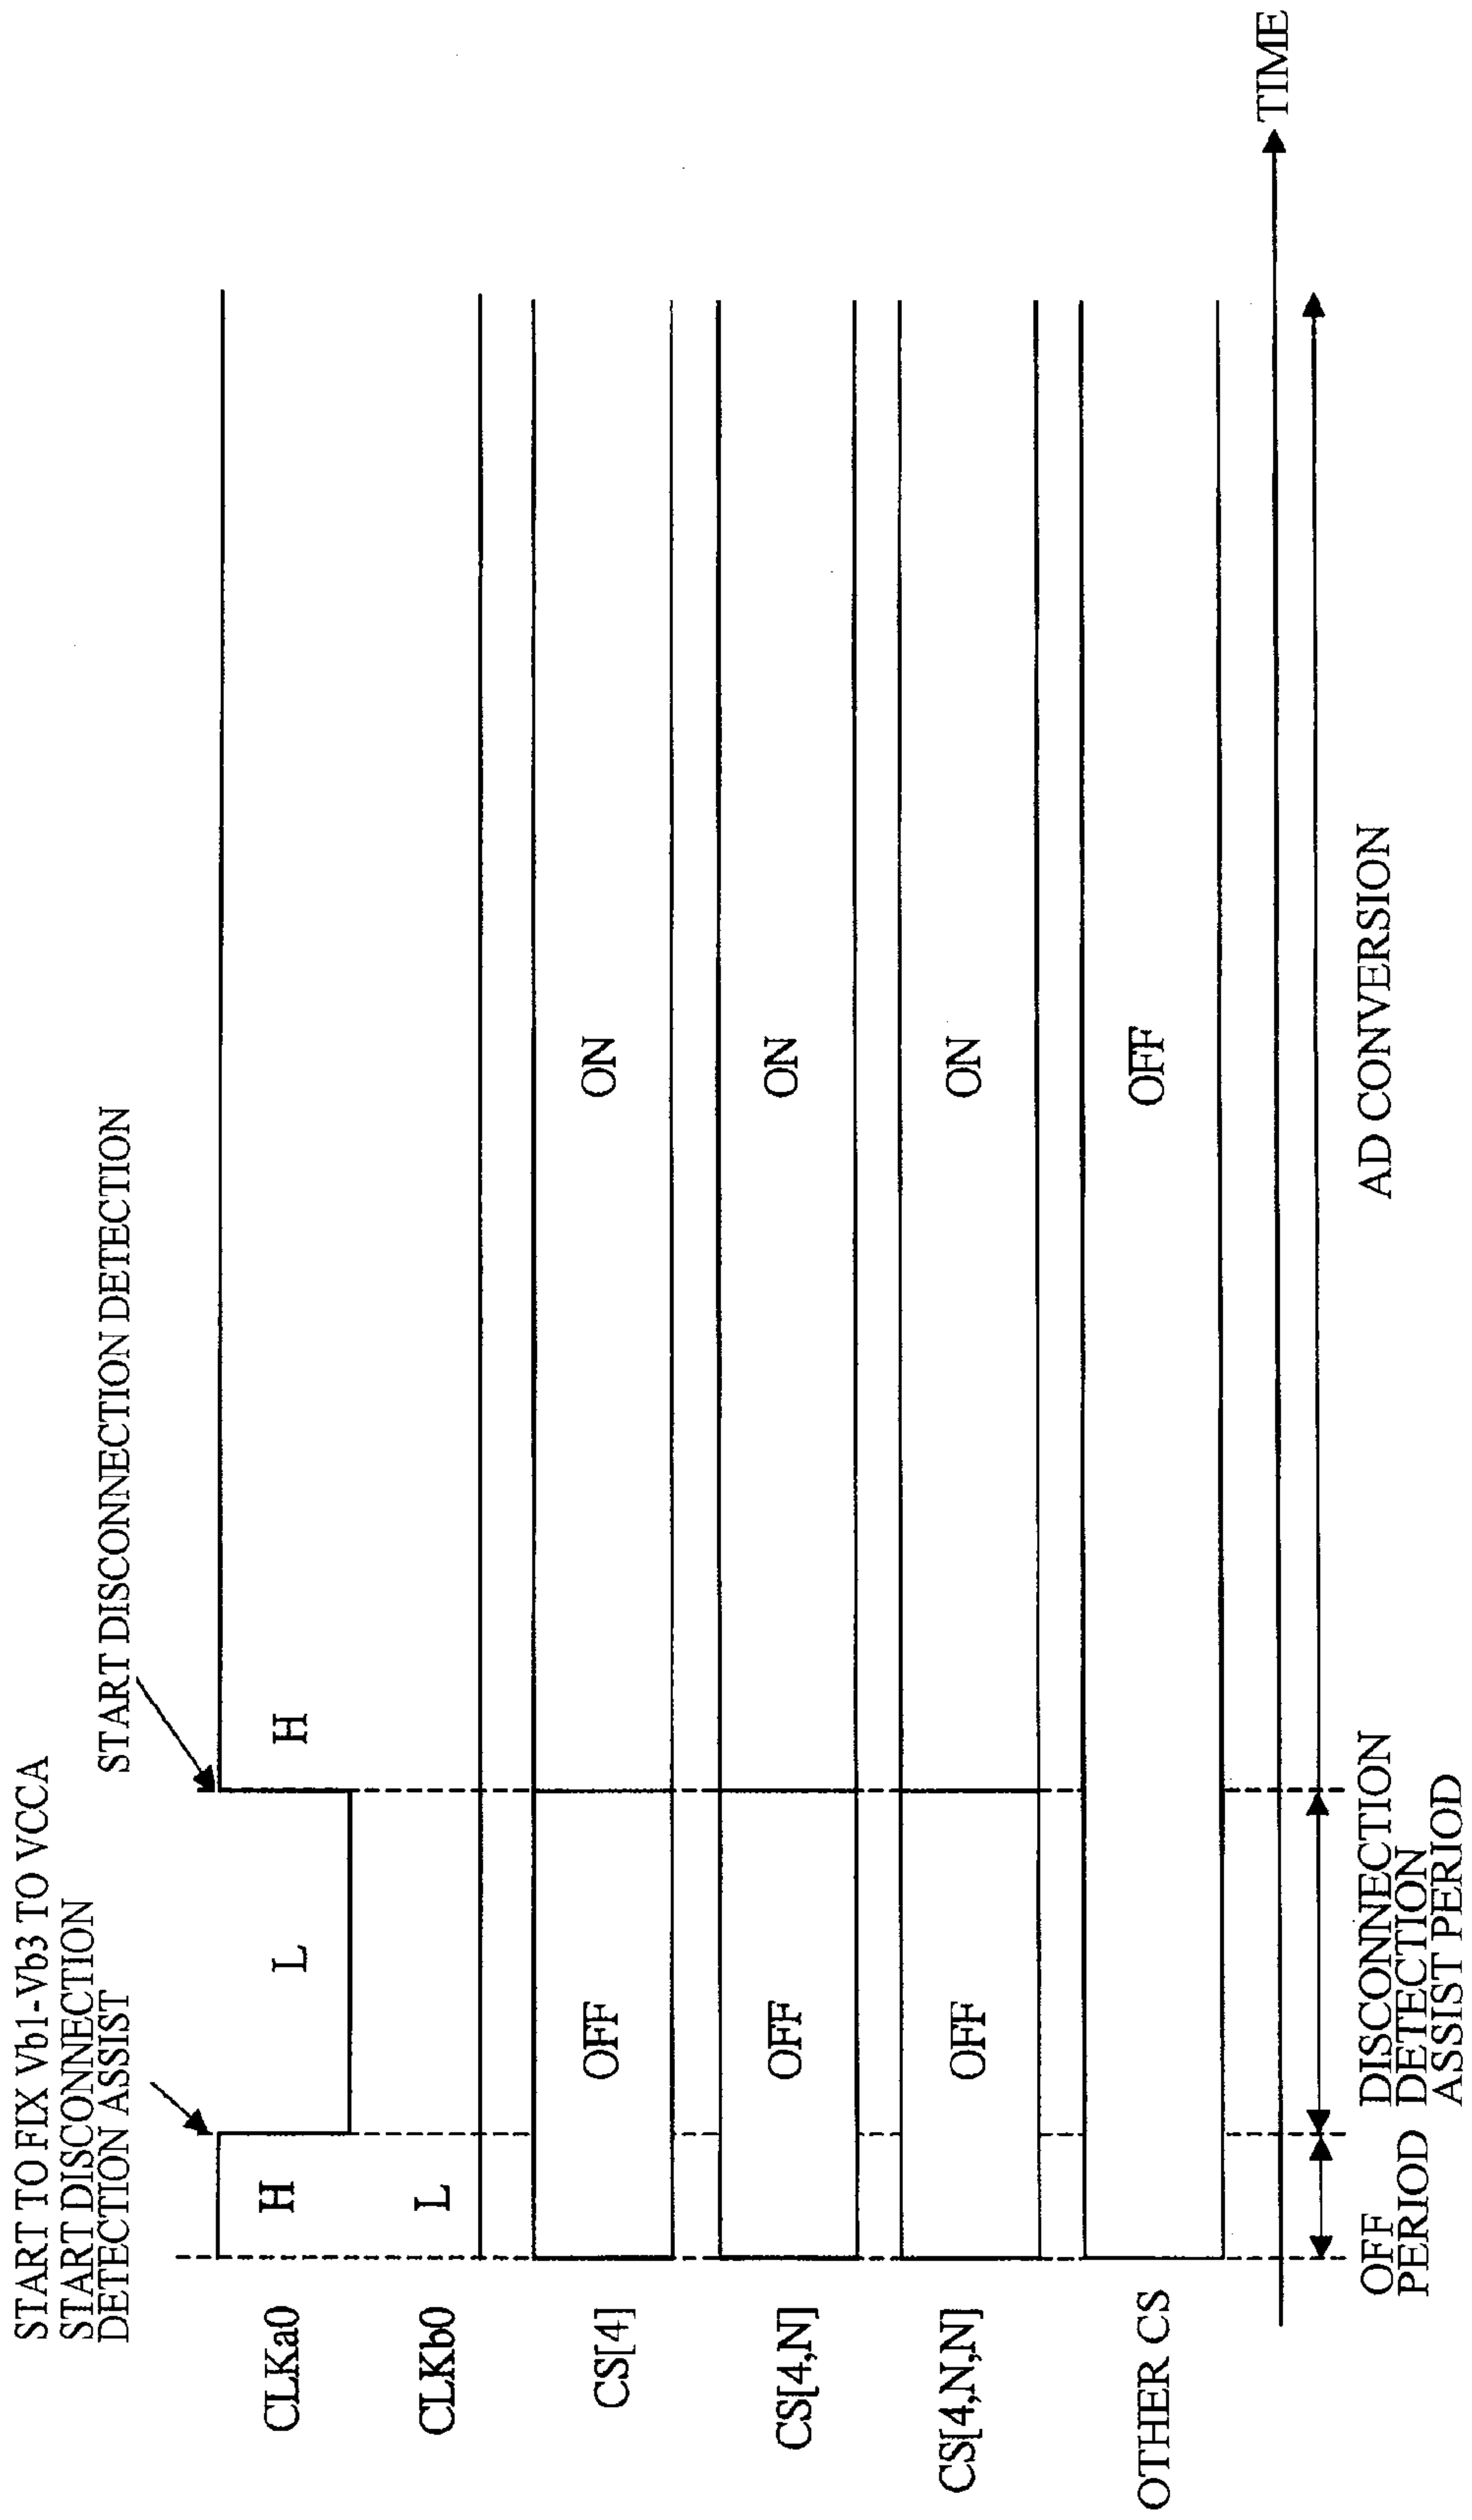 START TO FIX Vb1-Vb3 TO VCCA
START DISCONNECTION
DETECTION ASSIST
START DISCONNECTION DETECTION
CLKa0
H
L
H
CLKb0
L
CS[4]
OFF
ON
CS[4,N]
OFF
ON
CS[4,N,N]
OFF
ON
OTHER CS
OFF
TIME
OFF
PERIOD
DISCONNECTION
DETECTION
ASSIST PERIOD
AD CONVERSION